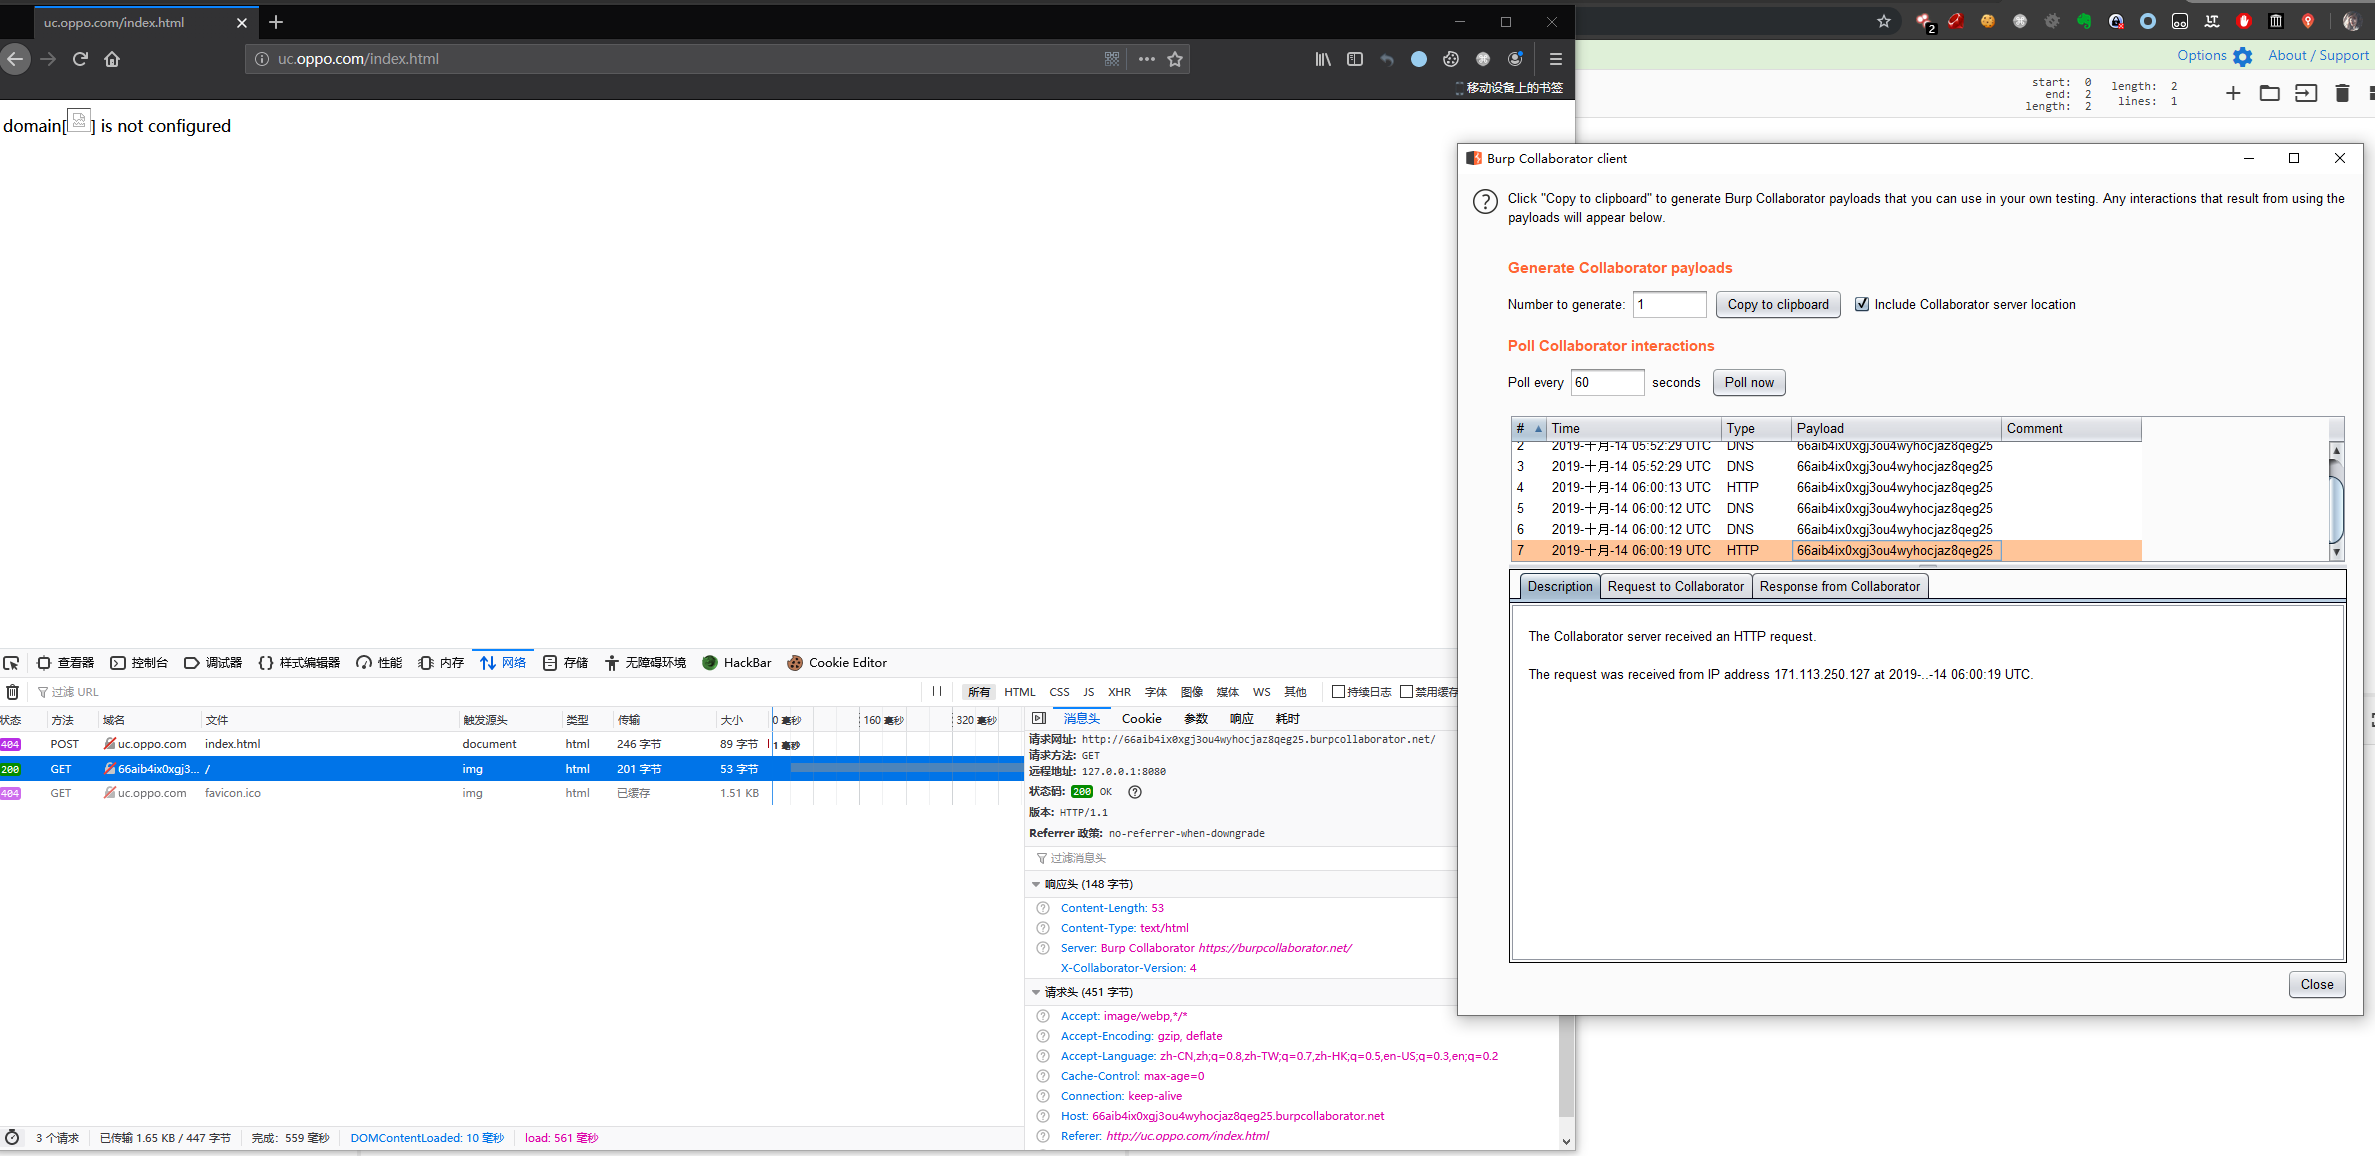 uc.oppo.com/index.html
uc.oppo.com/index.html
移动设备上的书签
domain[ ] is not configured
2
Options About / Support
start: 0
end: 2
length: 2
length: 2
lines: 1
Burp Collaborator client
Click "Copy to clipboard" to generate Burp Collaborator payloads that you can use in your own testing. Any interactions that result from using the
payloads will appear below.
Generate Collaborator payloads
Number to generate: 1 Copy to clipboard Include Collaborator server location
Poll Collaborator interactions
Poll every 60 seconds Poll now
# Time Type Payload Comment
2 2019-十月-14 05:52:29 UTC DNS 66aib4ix0xgj3ou4wyhocjaz8qeg25
3 2019-十月-14 05:52:29 UTC DNS 66aib4ix0xgj3ou4wyhocjaz8qeg25
4 2019-十月-14 06:00:13 UTC HTTP 66aib4ix0xgj3ou4wyhocjaz8qeg25
5 2019-十月-14 06:00:12 UTC DNS 66aib4ix0xgj3ou4wyhocjaz8qeg25
6 2019-十月-14 06:00:12 UTC DNS 66aib4ix0xgj3ou4wyhocjaz8qeg25
7 2019-十月-14 06:00:19 UTC HTTP 66aib4ix0xgj3ou4wyhocjaz8qeg25
Description Request to Collaborator Response from Collaborator
The Collaborator server received an HTTP request.
The request was received from IP address 171.113.250.127 at 2019-..-14 06:00:19 UTC.
Close
查看器 控制台 调试器 样式编辑器 性能 内存 网络 存储 无障碍环境 HackBar Cookie Editor
过滤 URL 所有 HTML CSS JS XHR 字体 图像 媒体 WS 其他 持续日志 禁用缓存
状态 方法 域名 文件 触发源头 类型 传输 大小 0 毫秒 160 毫秒 320 毫秒
404 POST uc.oppo.com index.html document html 246 字节 89 字节 1 毫秒
200 GET 66aib4ix0xgj3... / img html 201 字节 53 字节
404 GET uc.oppo.com favicon.ico img html 已缓存 1.51 KB
消息头 Cookie 参数 响应 耗时
请求网址: http://66aib4ix0xgj3ou4wyhocjaz8qeg25.burpcollaborator.net/
请求方法: GET
远程地址: 127.0.0.1:8080
状态码: 200 OK
版本: HTTP/1.1
Referrer 政策: no-referrer-when-downgrade
过滤消息头
响应头 (148 字节)
Content-Length: 53
Content-Type: text/html
Server: Burp Collaborator https://burpcollaborator.net/
X-Collaborator-Version: 4
请求头 (451 字节)
Accept: image/webp,*/*
Accept-Encoding: gzip, deflate
Accept-Language: zh-CN,zh;q=0.8,zh-TW;q=0.7,zh-HK;q=0.5,en-US;q=0.3,en;q=0.2
Cache-Control: max-age=0
Connection: keep-alive
Host: 66aib4ix0xgj3ou4wyhocjaz8qeg25.burpcollaborator.net
Referer: http://uc.oppo.com/index.html
3 个请求 已传输 1.65 KB / 447 字节 完成: 559 毫秒 DOMContentLoaded: 10 毫秒 load: 561 毫秒